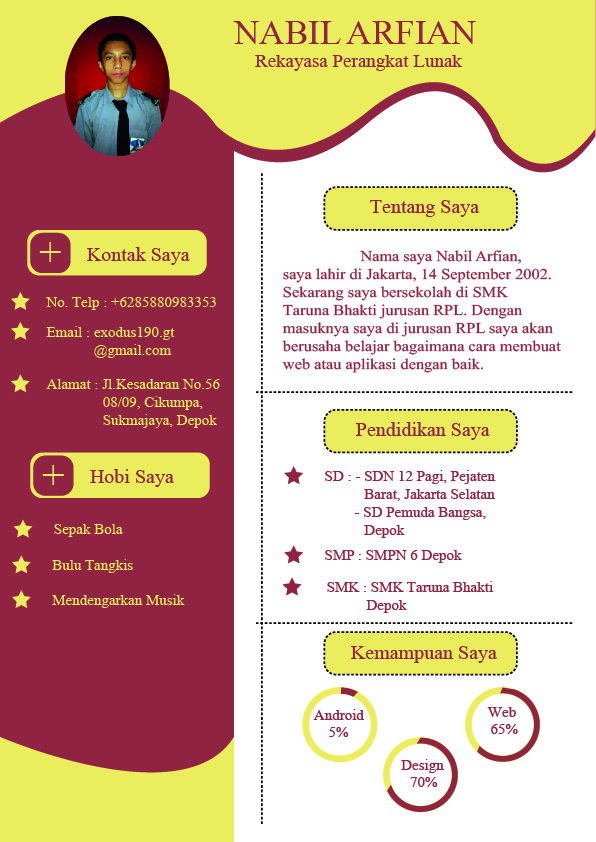 NABIL ARFIAN
Rekayasa Perangkat Lunak
Kontak Saya
No. Telp : +6285880983353
Email : exodus190.gt
@gmail.com
Alamat : Jl.Kesadaran No.56
08/09, Cikumpa,
Sukmajaya, Depok
Hobi Saya
Sepak Bola
Bulu Tangkis
Mendengarkan Musik
Tentang Saya
Nama saya Nabil Arfian,
saya lahir di Jakarta, 14 September 2002.
Sekarang saya bersekolah di SMK
Taruna Bhakti jurusan RPL. Dengan
masuknya saya di jurusan RPL saya akan
berusaha belajar bagaimana cara membuat
web atau aplikasi dengan baik.
Pendidikan Saya
SD : - SDN 12 Pagi, Pejaten
Barat, Jakarta Selatan
- SD Pemuda Bangsa,
Depok
SMP : SMPN 6 Depok
SMK : SMK Taruna Bhakti
Depok
Kemampuan Saya
Android
5%
Design
70%
Web
65%